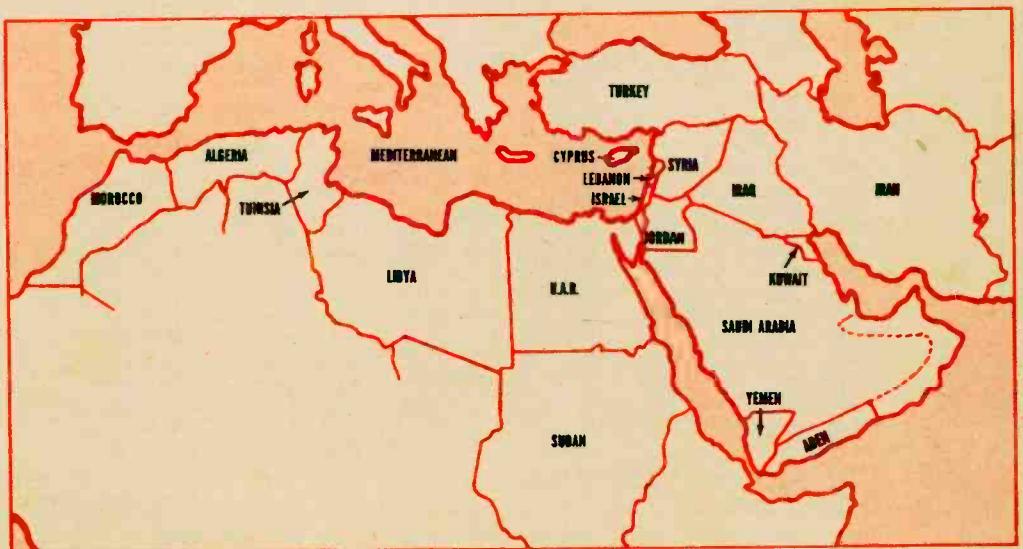 TURKEY
ALGERIA
MEDITERRANEAN
CYPRUS
SYRIA
LEBANON
IRAQ
IRAN
MOROCCO
TUNISIA
ISRAEL
JORDAN
LIBYA
U.A.R.
KUWAIT
SAUDI ARABIA
YEMEN
SUDAN
ADEN